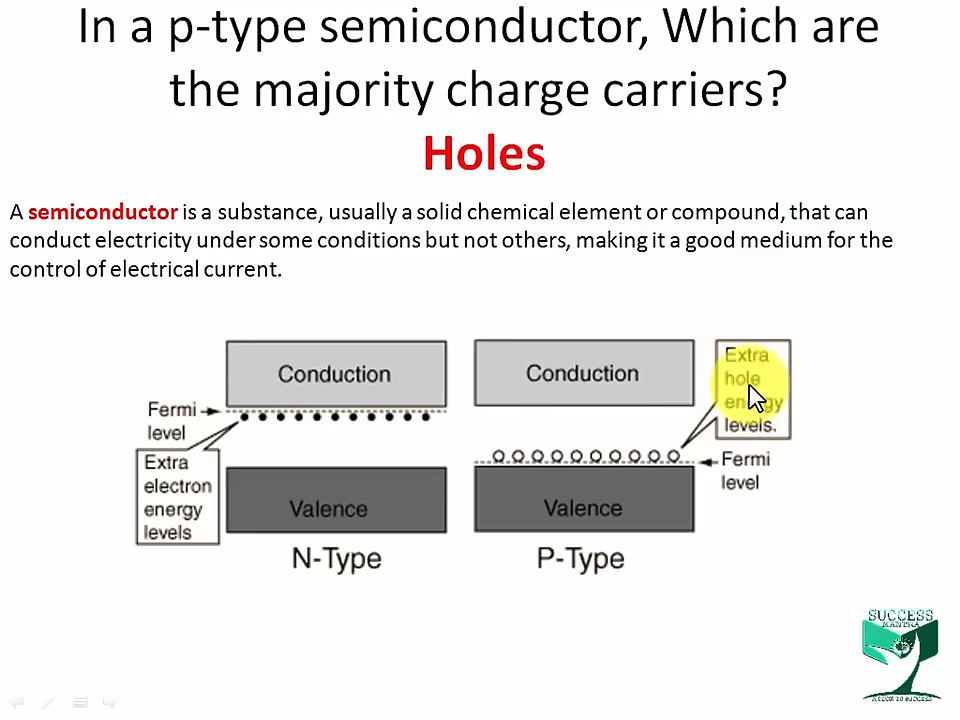 In a p-type semiconductor, Which are
the majority charge carriers?
Holes
A semiconductor is a substance, usually a solid chemical element or compound, that can
conduct electricity under some conditions but not others, making it a good medium for the
control of electrical current.
Conduction
Fermi
level
Extra
electron
energy
levels
Valence
N-Type
Conduction
Extra
hole
energy
levels.
Fermi
level
Valence
P-Type
SUCCESS
MANTRA